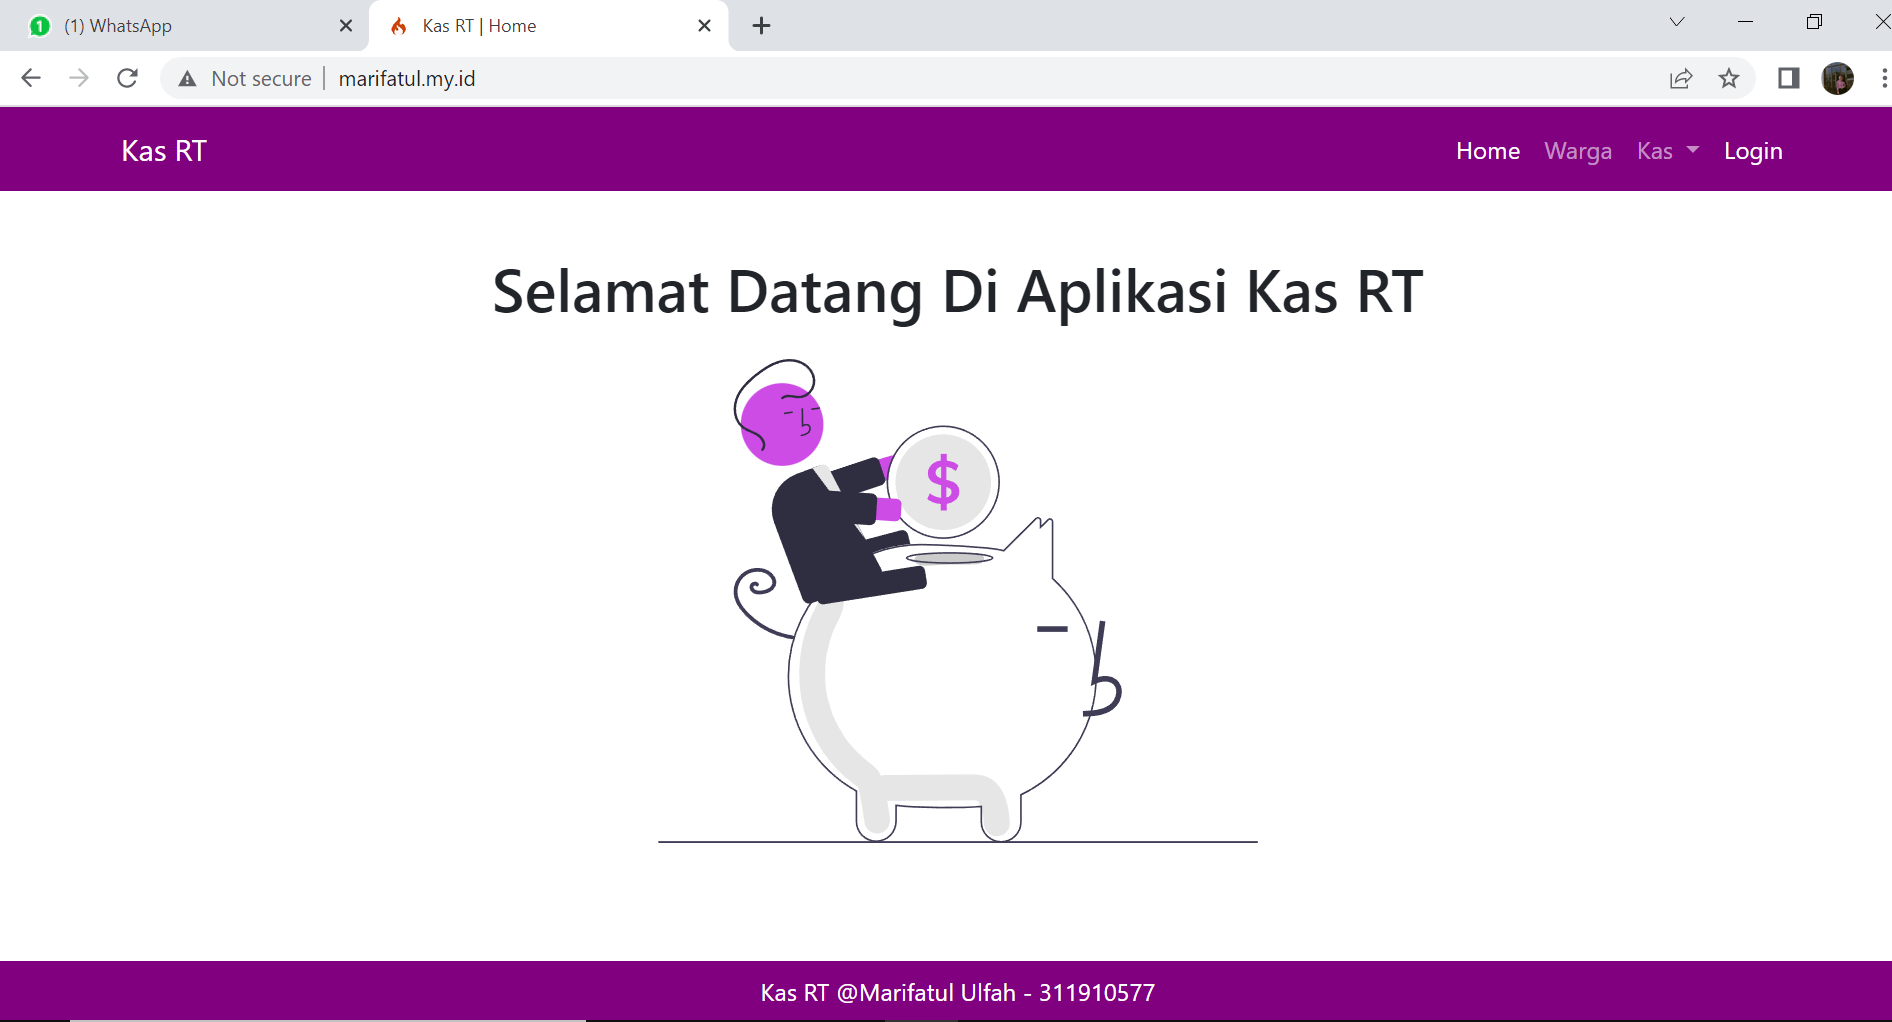 1 (1) WhatsApp
Kas RT | Home
Not secure | marifatul.my.id
Kas RT
Home Warga Kas Login
Selamat Datang Di Aplikasi Kas RT
$
Kas RT @Marifatul Ulfah - 311910577